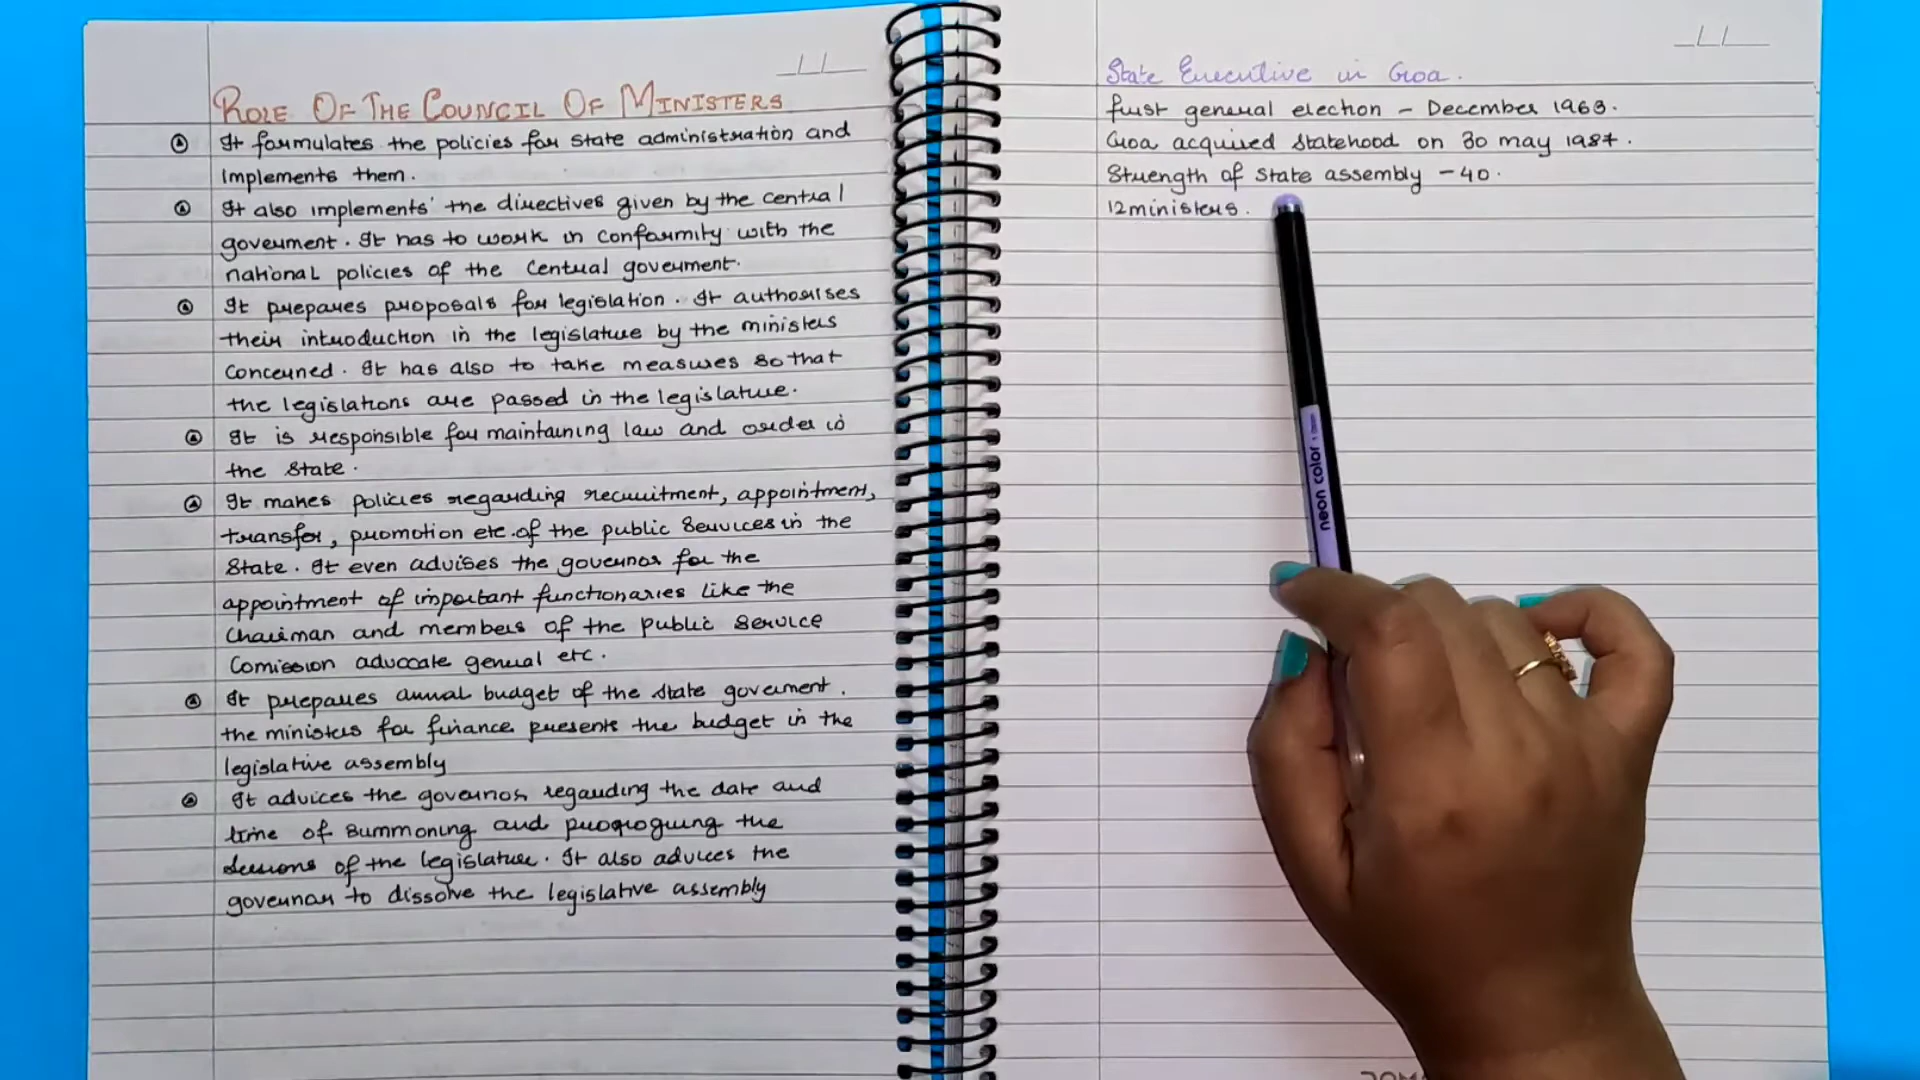 ROLE OF THE COUNCIL OF MINISTERS
It formulates the policies for state administration and
implements them.
It also implements the directives given by the central
goverment. It has to work in conformity with the
national policies of the central goverment.
It prepares proposals for legislation. It authorises
their introduction in the legislature by the ministers
concerned. It has also to take measures so that
the legislations are passed in the legislature.
It is responsible for maintaining law and order in
the state.
It makes policies regarding recruitment, appointment,
transfer, promotion etc. of the public services in the
state. It even advises the governor for the
appointment of important functionaries like the
chairman and members of the public service
Comission advocate genral etc.
It prepares annual budget of the state goverment.
the ministers for finance presents the budget in the
legislative assembly
It advices the governor regarding the date and
time of summoning and the
sessions of the legislature. It also advices the
governor to dissolve the legislative assembly
State Executive in Goa.
first general election - December 1963.
Goa acquired statehood on 30 may 1987.
Strength of state assembly - 40.
12 ministers.
neon color